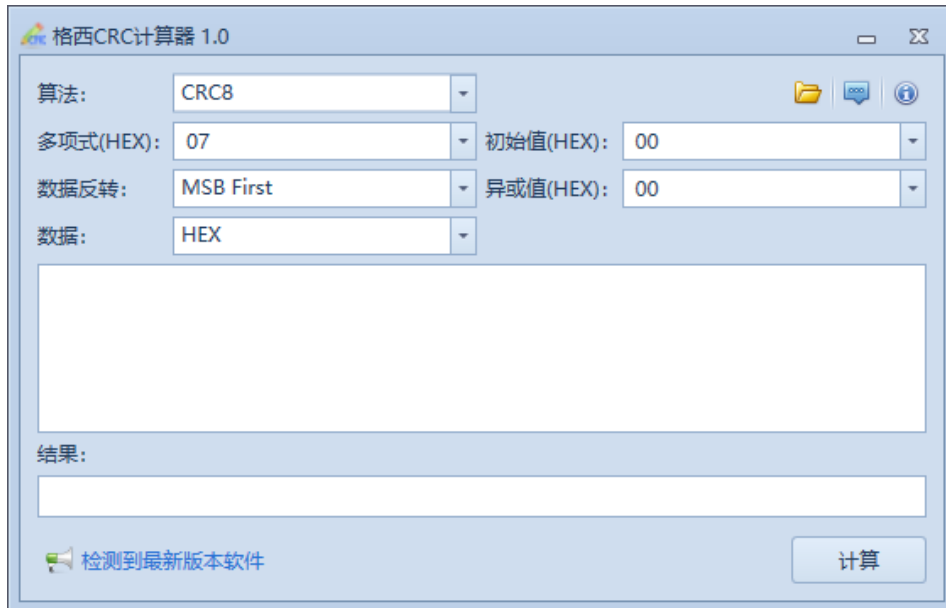 格西CRC计算器 1.0
算法: CRC8
多项式(HEX): 07 初始值(HEX): 00
数据反转: MSB First 异或值(HEX): 00
数据: HEX
结果:
检测到最新版本软件 计算